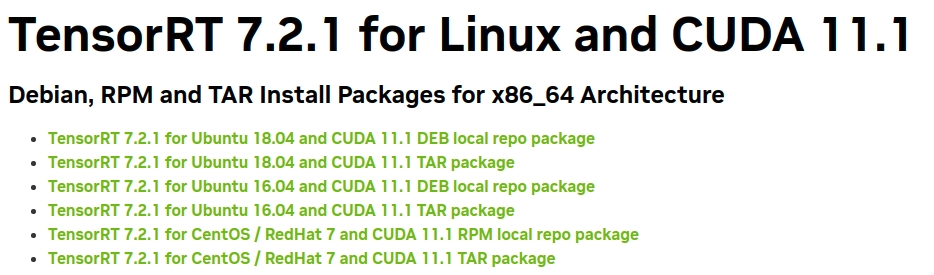 TensorRT 7.2.1 for Linux and CUDA 11.1
Debian, RPM and TAR Install Packages for x86_64 Architecture
TensorRT 7.2.1 for Ubuntu 18.04 and CUDA 11.1 DEB local repo package
TensorRT 7.2.1 for Ubuntu 18.04 and CUDA 11.1 TAR package
TensorRT 7.2.1 for Ubuntu 16.04 and CUDA 11.1 DEB local repo package
TensorRT 7.2.1 for Ubuntu 16.04 and CUDA 11.1 TAR package
TensorRT 7.2.1 for CentOS / RedHat 7 and CUDA 11.1 RPM local repo package
TensorRT 7.2.1 for CentOS / RedHat 7 and CUDA 11.1 TAR package